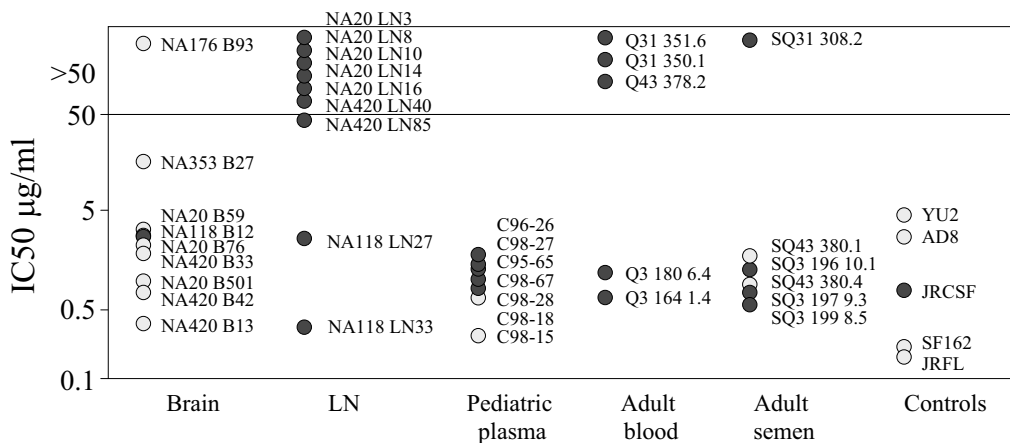 IC50 µg/ml
>50
50
5
0.5
0.1
NA176 B93
NA353 B27
NA20 B59
NA118 B12
NA20 B76
NA420 B33
NA20 B501
NA420 B42
NA420 B13
NA20 LN3
NA20 LN8
NA20 LN10
NA20 LN14
NA20 LN16
NA420 LN40
NA420 LN85
NA118 LN27
NA118 LN33
C96-26
C98-27
C95-65
C98-67
C98-28
C98-18
C98-15
Q31 351.6
Q31 350.1
Q43 378.2
Q3 180 6.4
Q3 164 1.4
SQ31 308.2
SQ43 380.1
SQ3 196 10.1
SQ43 380.4
SQ3 197 9.3
SQ3 199 8.5
YU2
AD8
JRCSF
SF162
JRFL
Brain
LN
Pediatric
plasma
Adult
blood
Adult
semen
Controls